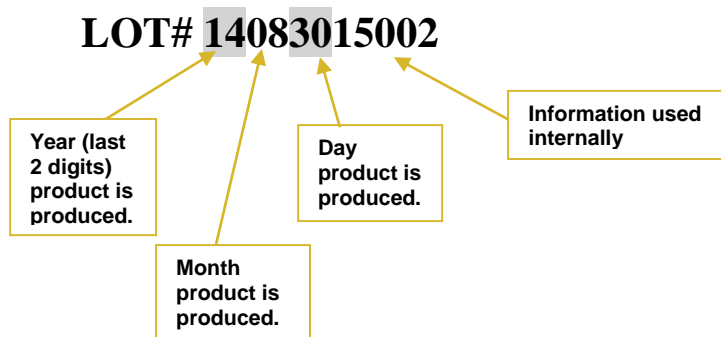 LOT# 14083015002
Year (last
2 digits)
product is
produced.
Month
product is
produced.
Day
product is
produced.
Information used
internally